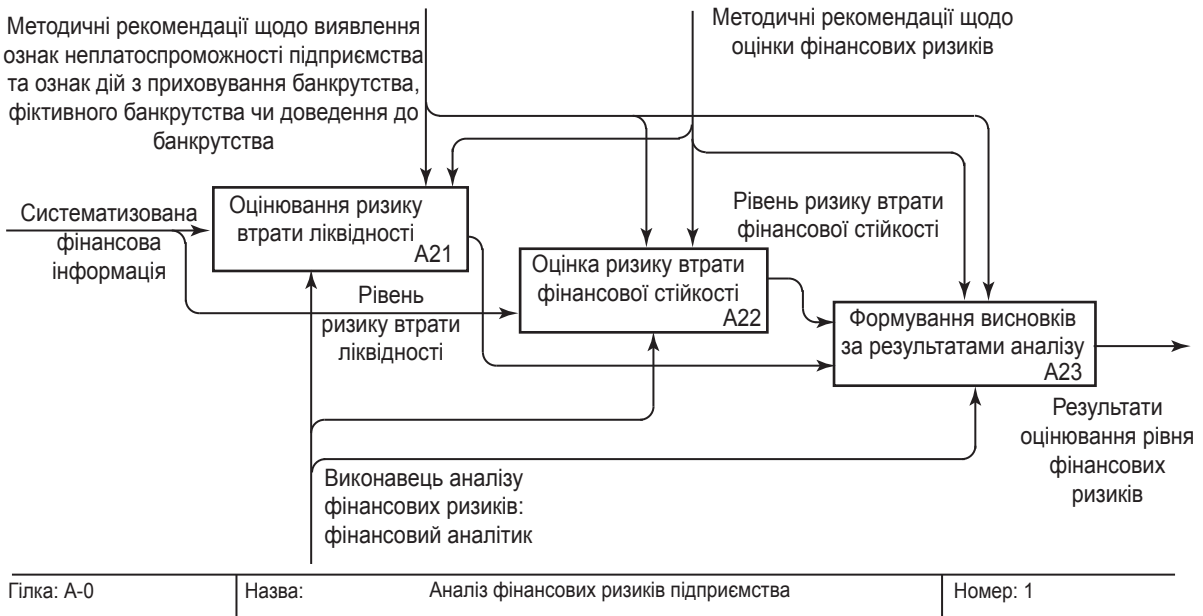 Методичні рекомендації щодо виявлення
ознак неплатоспроможності підприємства
та ознак дій з приховування банкрутства,
фіктивного банкрутства чи доведення до
банкрутства
Методичні рекомендації щодо
оцінки фінансових ризиків
Систематизована
фінансова
інформація
Оцінювання ризику
втрати ліквідності
А21
Рівень ризику втрати
фінансової стійкості
Оцінка ризику втрати
фінансової стійкості
А22
Рівень
ризику втрати
ліквідності
Формування висновків
за результатами аналізу
А23
Результати
оцінювання рівня
фінансових
ризиків
Виконавець аналізу
фінансових ризиків:
фінансовий аналітик
Гілка: А-0
Назва:
Аналіз фінансових ризиків підприємства
Номер: 1